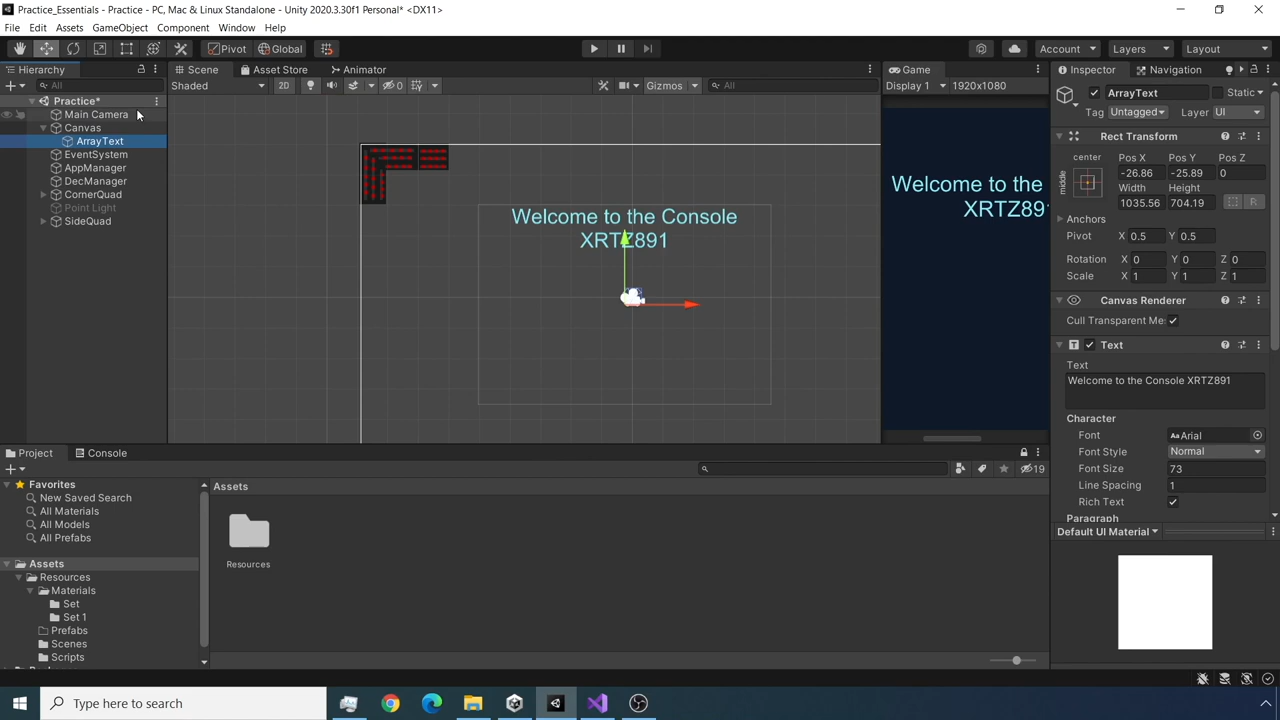 Practice_Essentials - Practice - PC, Mac & Linux Standalone - Unity 2020.3.30f1 Personal* <DX11>
File Edit Assets GameObject Component Window Help
Pivot Global Account Layers Layout
Hierarchy
All
Practice*
Main Camera
Canvas
ArrayText
EventSystem
AppManager
DecManager
CornerQuad
Point Light
SideQuad
Scene Asset Store Animator
Shaded 2D 0 Gizmos All
Welcome to the Console
XRTZ891
Game
Display 1 1920x1080
Welcome to the
XRTZ89
Inspector Navigation
ArrayText Static
Tag Untagged Layer UI
Rect Transform
center Pos X Pos Y Pos Z
middle -26.86 -25.89 0
Width Height
1035.56 704.19 R
Anchors
Pivot X 0.5 Y 0.5
Rotation X 0 Y 0 Z 0
Scale X 1 Y 1 Z 1
Canvas Renderer
Cull Transparent Me
Text
Text
Welcome to the Console XRTZ891
Character
Font Aa Arial
Font Style Normal
Font Size 73
Line Spacing 1
Rich Text
Paragraph
Default UI Material
Project Console
19
Favorites
New Saved Search
All Materials
All Models
All Prefabs
Assets
Resources
Materials
Set
Set 1
Prefabs
Scenes
Scripts
Assets
Resources
Type here to search